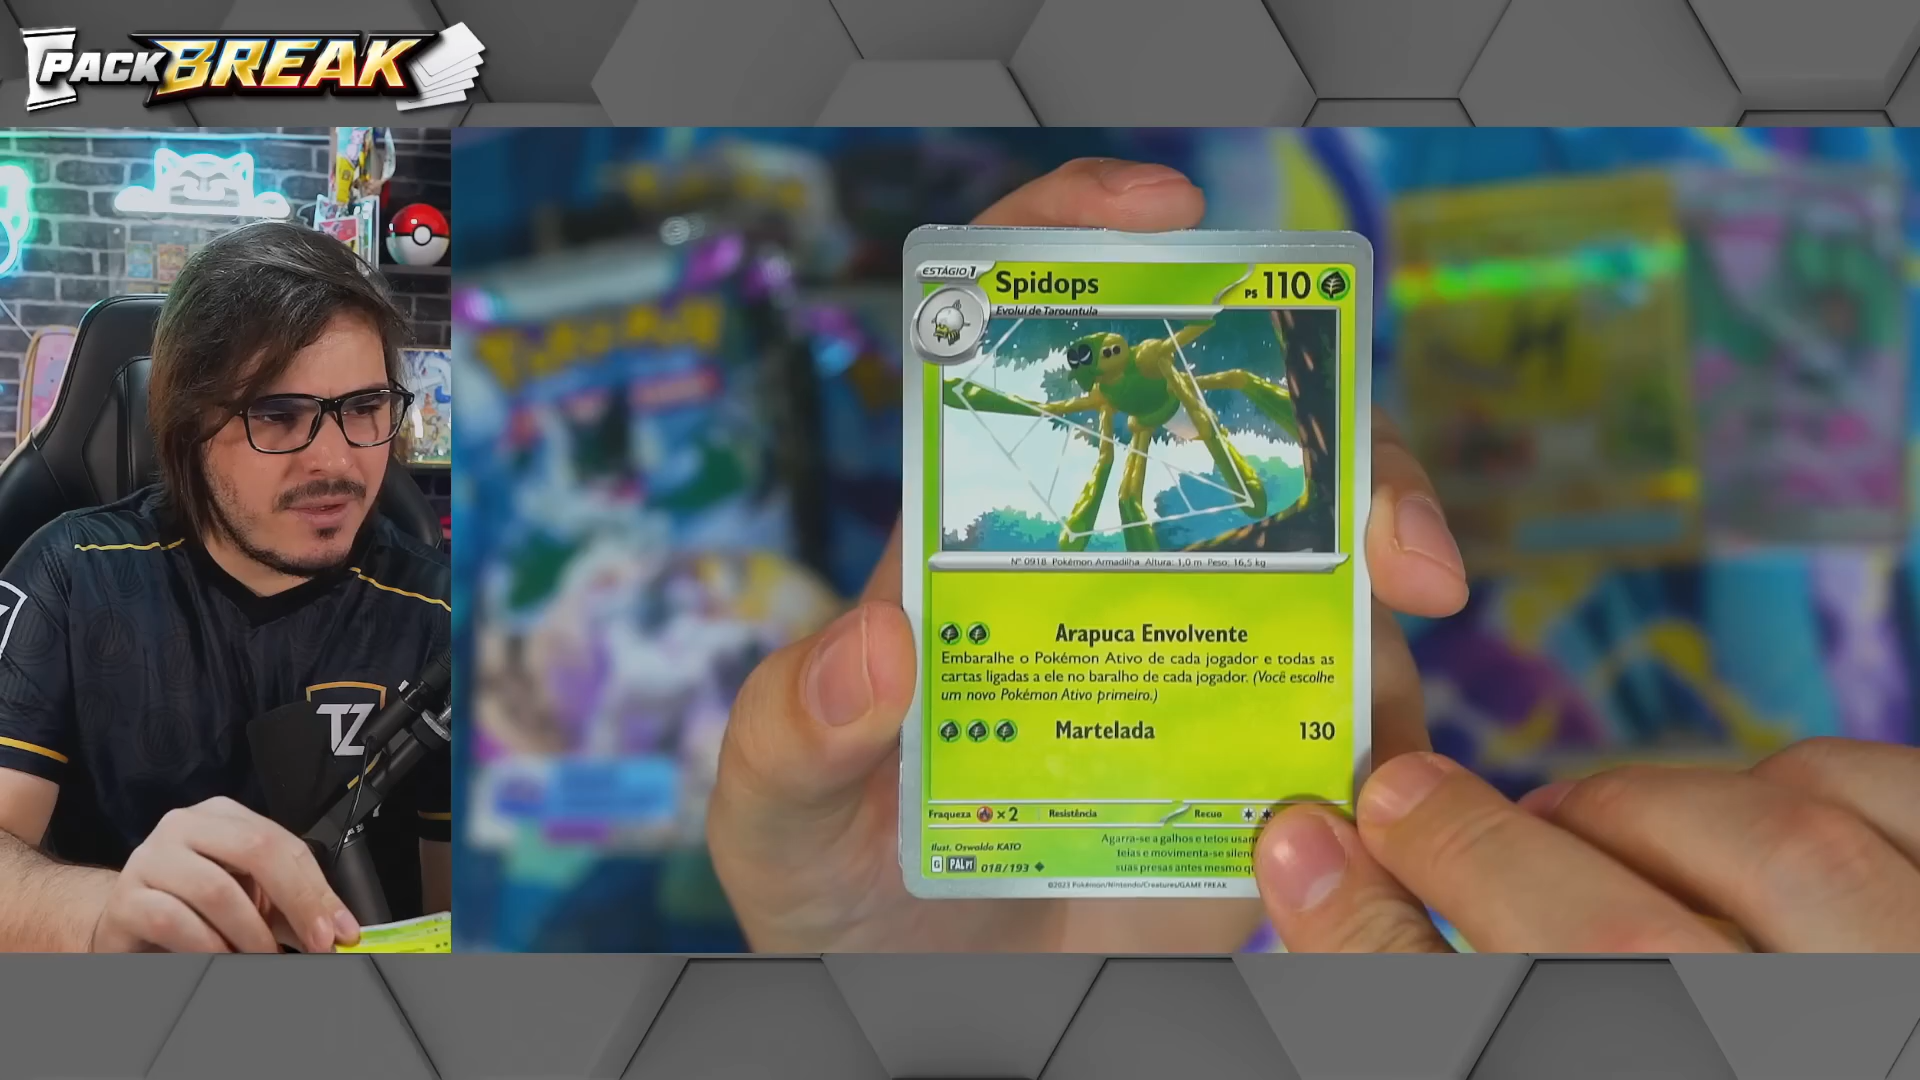 PACK BREAK
ESTÁGIO 1
Spidops
PS 110
Evolui de Tarountula
Nº 0918 Pokémon Armadilha Altura: 1,0 m Peso: 16,5 kg
Arapuca Envolvente
Embaralhe o Pokémon Ativo de cada jogador e todas as
cartas ligadas a ele no baralho de cada jogador. (Você escolhe
um novo Pokémon Ativo primeiro.)
Martelada 130
Fraqueza ×2 Resistência Recuo
Ilust. Oswaldo KATO
Agarra-se a galhos e tetos usan
teias e movimenta-se silen
suas presas antes mesmo q
G PAL PT 018/193
©2023 Pokémon/Nintendo/Creatures/GAME FREAK
TZ